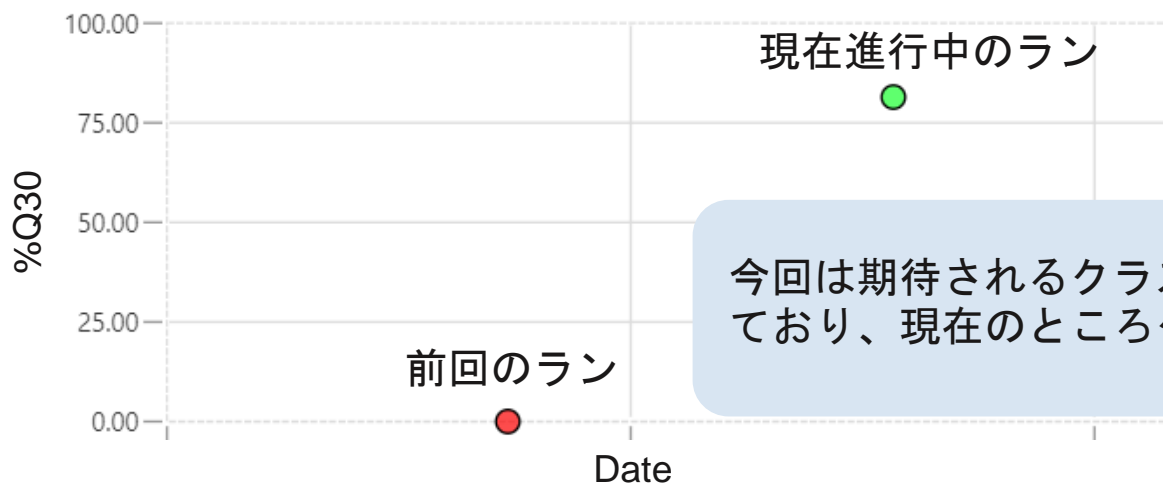 100.00
現在進行中のラン
75.00
%Q30
50.00
今回は期待されるクラ
25.00
ており、現在のところ
前回のラン
0.00
Date